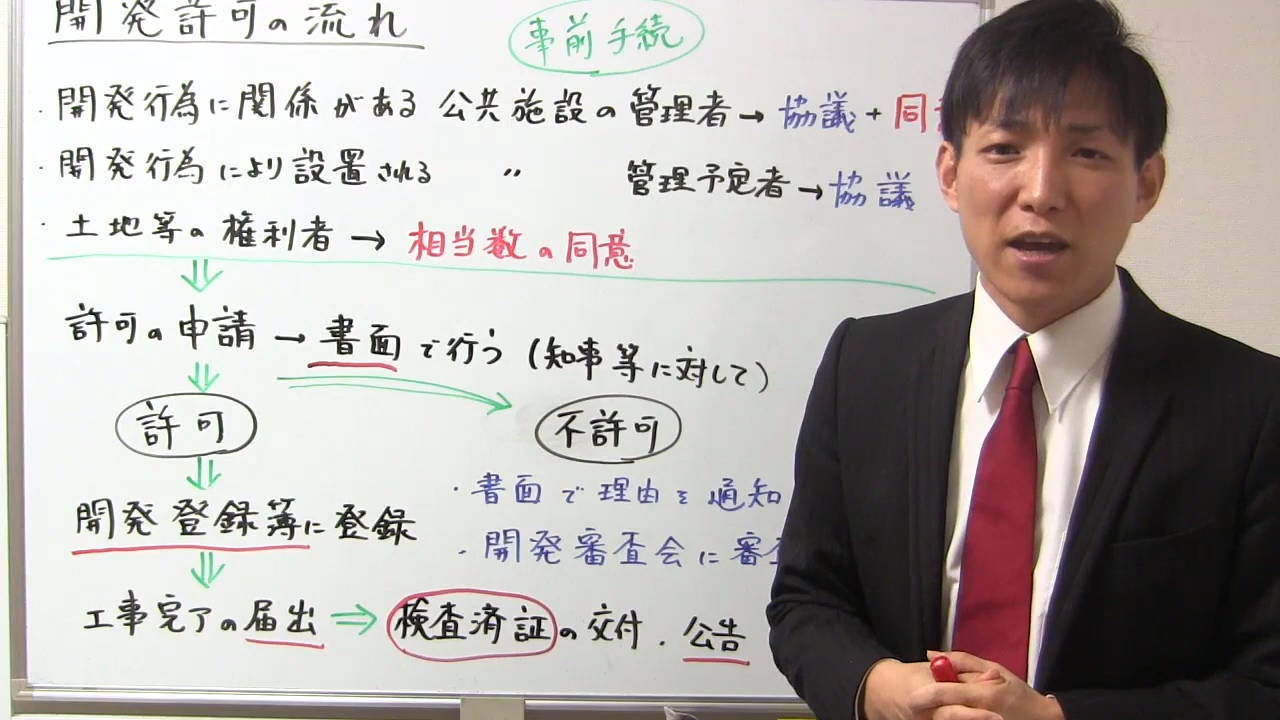 開発許可の流れ
事前手続
・開発行為に関係がある 公共施設の管理者→協議+同
・開発行為により設置される 〃 管理予定者→協議
・土地等の権利者→相当数の同意
許可の申請→書面で行う(知事等に対して)
許可
不許可
開発登録簿に登録
・書面で理由を通知
・開発審査会に審査
工事完了の届出⇒検査済証の交付.公告